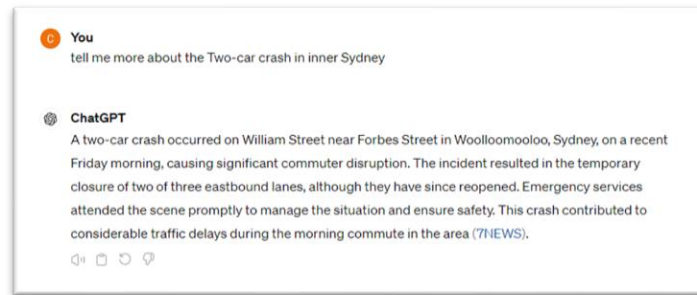 C You
tell me more about the Two-car crash in inner Sydney
ChatGPT
A two-car crash occurred on William Street near Forbes Street in Woolloomooloo, Sydney, on a recent
Friday morning, causing significant commuter disruption. The incident resulted in the temporary
closure of two of three eastbound lanes, although they have since reopened. Emergency services
attended the scene promptly to manage the situation and ensure safety. This crash contributed to
considerable traffic delays during the morning commute in the area (7NEWS).